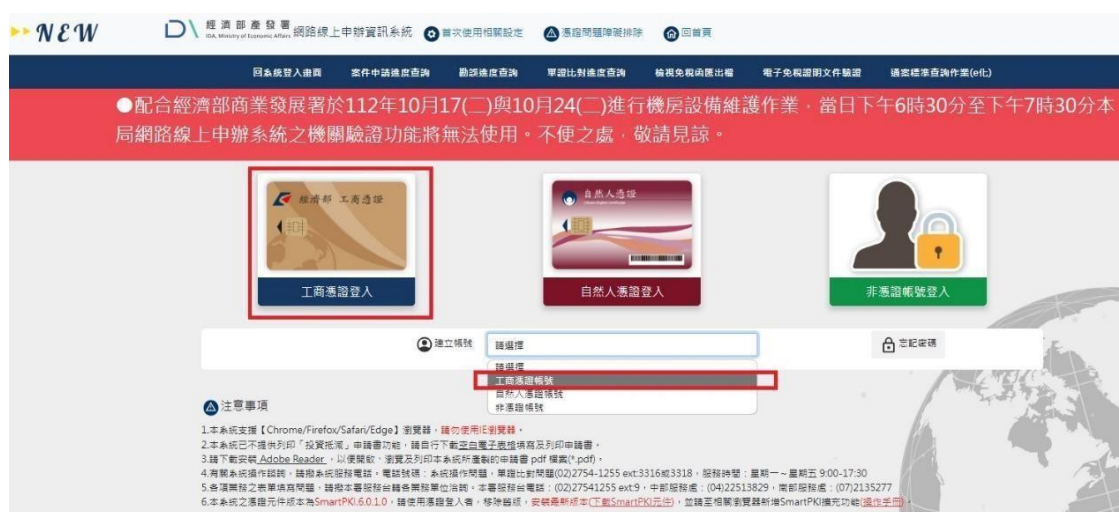 NEW
經濟部產發署
IDA, Ministry of Economic Affairs
網路線上申辦資訊系統
首次使用相關設定
憑證問題障礙排除
回首頁
回系統登入畫面 案件申請進度查詢 勘誤進度查詢 單證比對進度查詢 檢視免稅函匯出檔 電子免稅證明文件驗證 通案標準查詢作業(e化)
●配合經濟部商業發展署於112年10月17(二)與10月24(二)進行機房設備維護作業,當日下午6時30分至下午7時30分本
局網路線上申辦系統之機關驗證功能將無法使用。不便之處,敬請見諒。
經濟部 工商憑證
自然人憑證
工商憑證登入
自然人憑證登入
非憑證帳號登入
建立帳號
請選擇
忘記密碼
請選擇
工商憑證帳號
自然人憑證帳號
非憑證帳號
注意事項
1.本系統支援【Chrome/Firefox/Safari/Edge】瀏覽器,請勿使用IE瀏覽器。
2.本系統已不提供列印「投資抵減」申請書功能,請自行下載空白電子表格填寫及列印申請書。
3.請下載安裝 Adobe Reader,以便開啟、瀏覽及列印本系統所產製的申請書 pdf 檔案(*.pdf)。
4.有關系統操作諮詢,請撥系統服務電話,電話號碼:系統操作問題、單證比對問題(02)2754-1255 ext:3316或3318,服務時間:星期一~星期五 9:00-17:30
5.各項業務之表單填寫問題,請撥本署服務台轉各業務單位洽詢。本署服務台電話:(02)27541255 ext:9,中部服務處:(04)22513829,南部服務處:(07)2135277
6.本系統之憑證元件版本為SmartPKI.6.0.1.0,請使用憑證登入者,移除舊版,安裝最新版本(下載SmartPKI元件),並請至相關瀏覽器新增SmartPKI擴充功能(操作手冊)